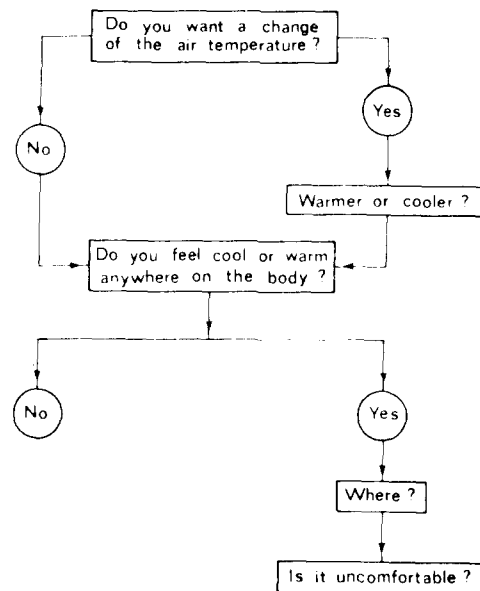 Do you want a change
of the air temperature ?
Yes
No
Warmer or cooler ?
Do you feel cool or warm
anywhere on the body ?
No
Yes
Where ?
Is it uncomfortable ?